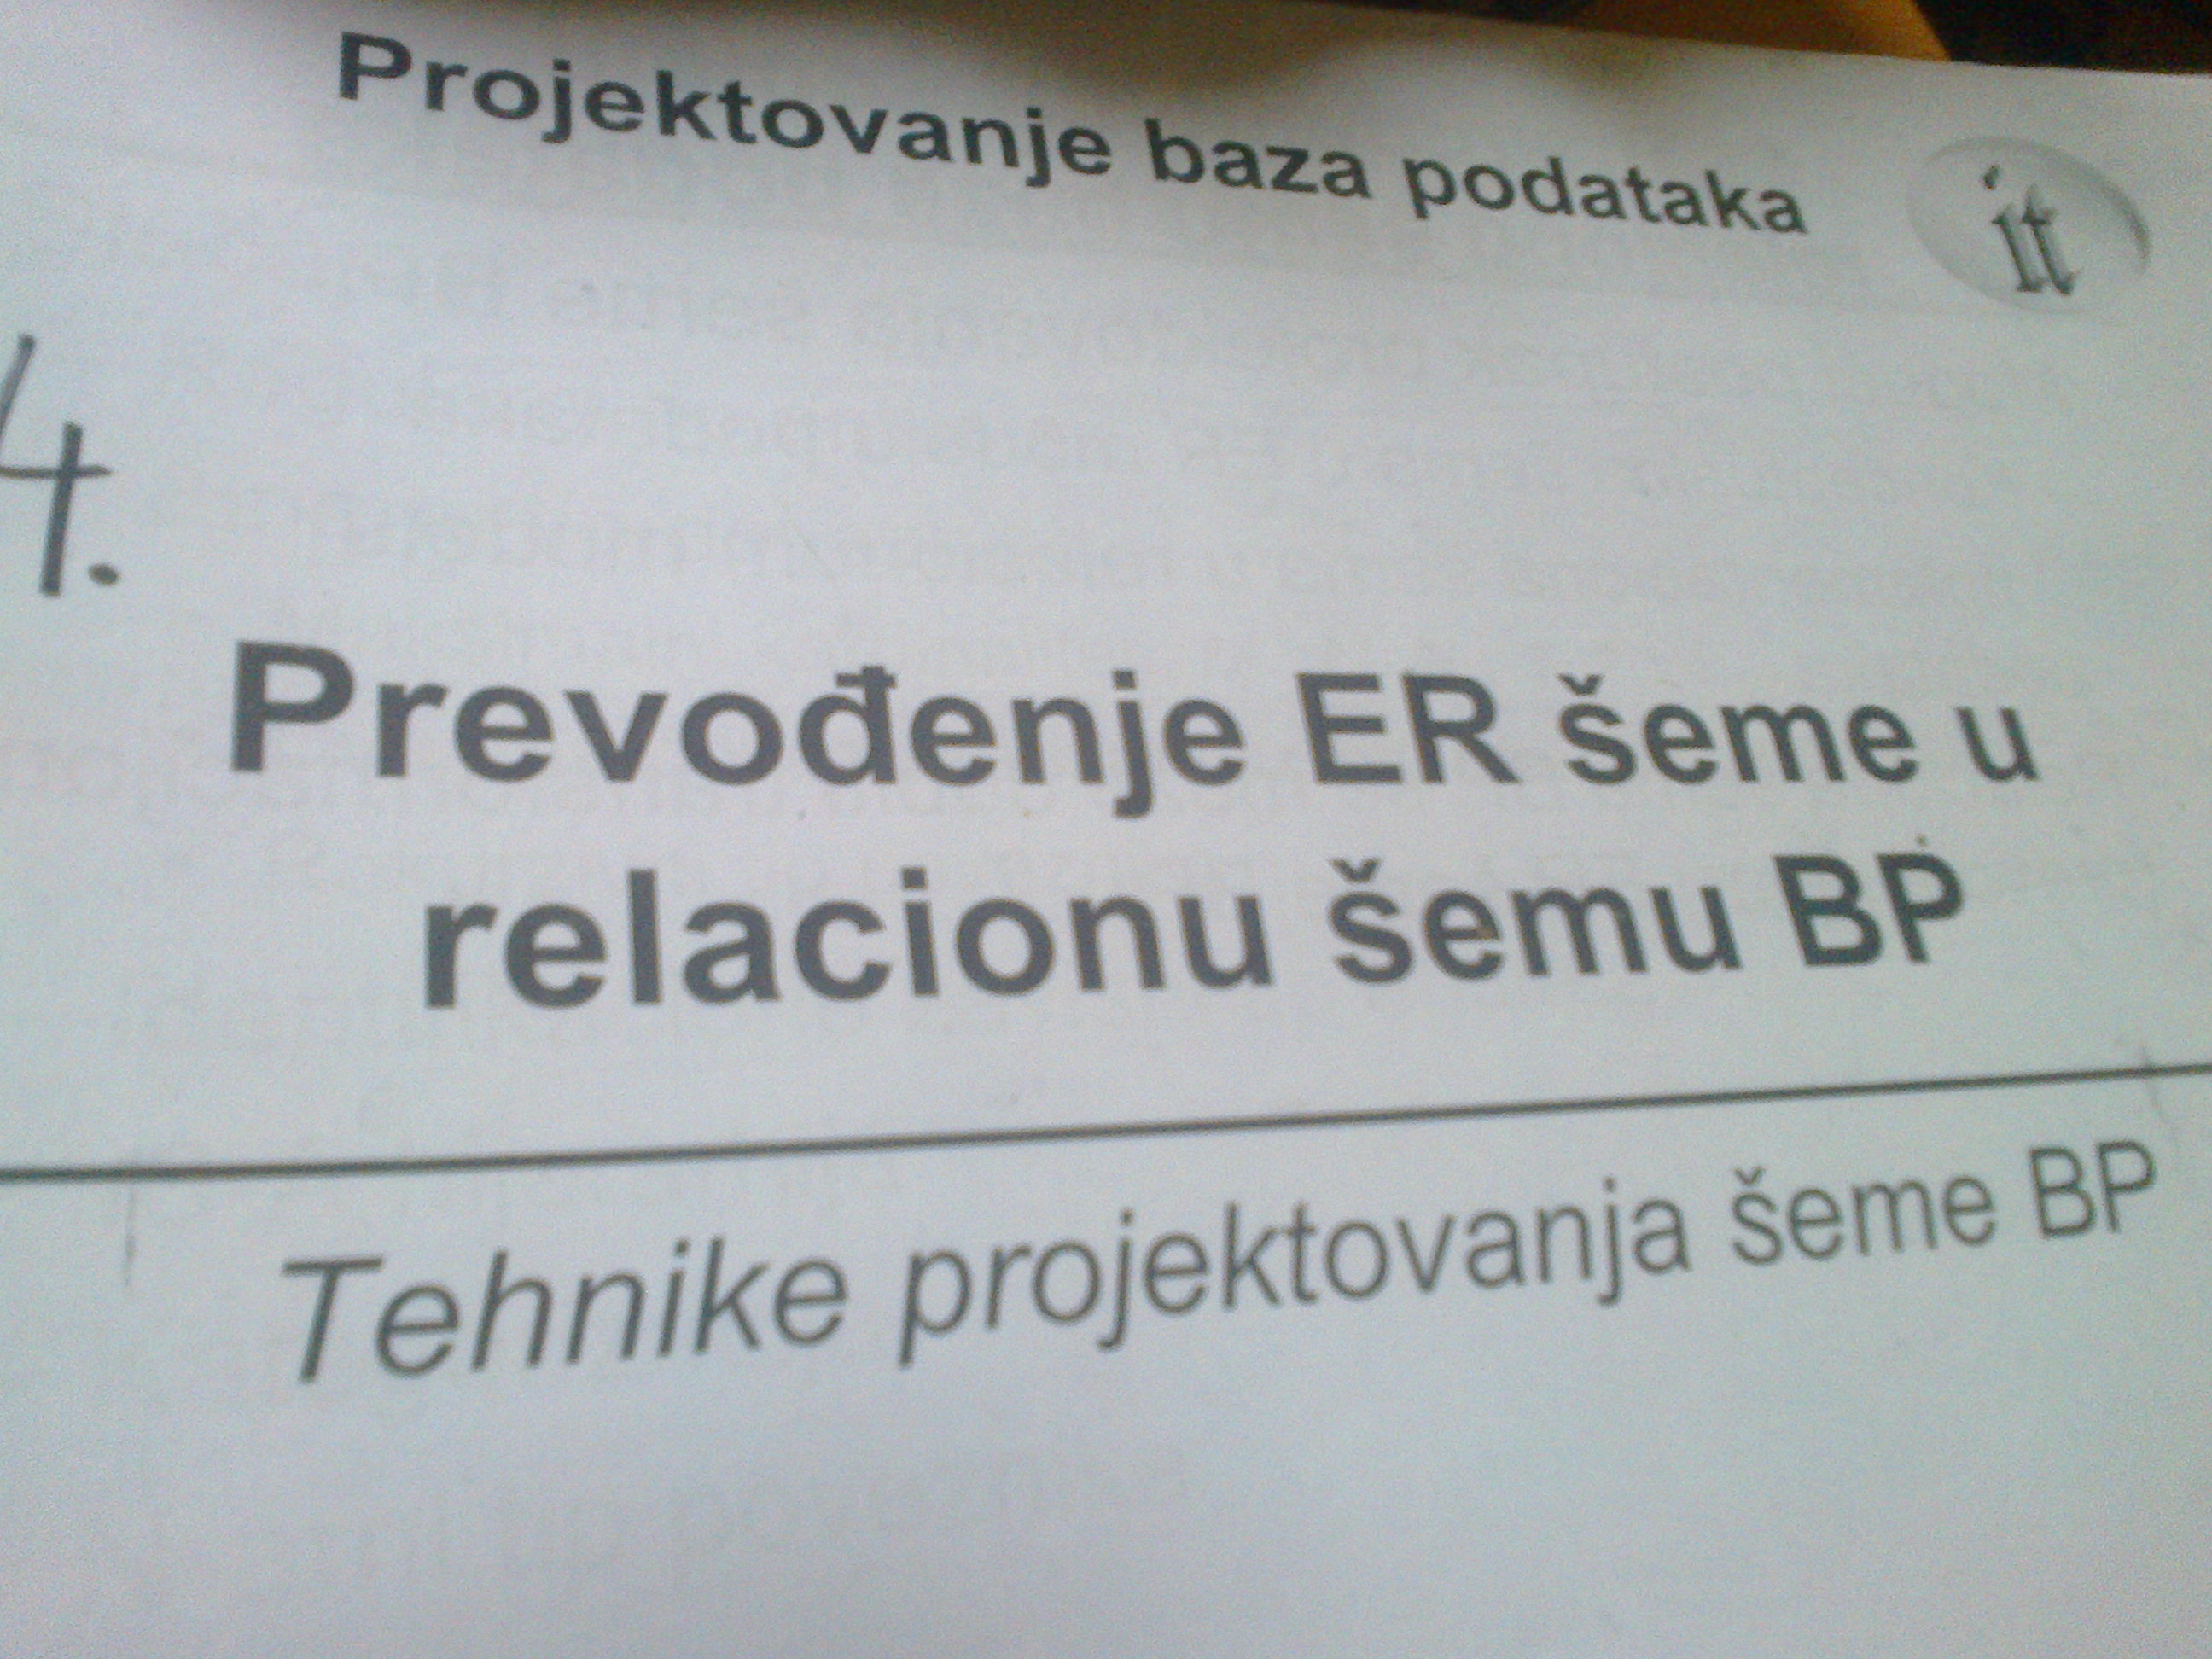 Projektovanje baza podataka
it
4.
Prevođenje ER šeme u
relacionu šemu BP
Tehnike projektovanja šeme BP